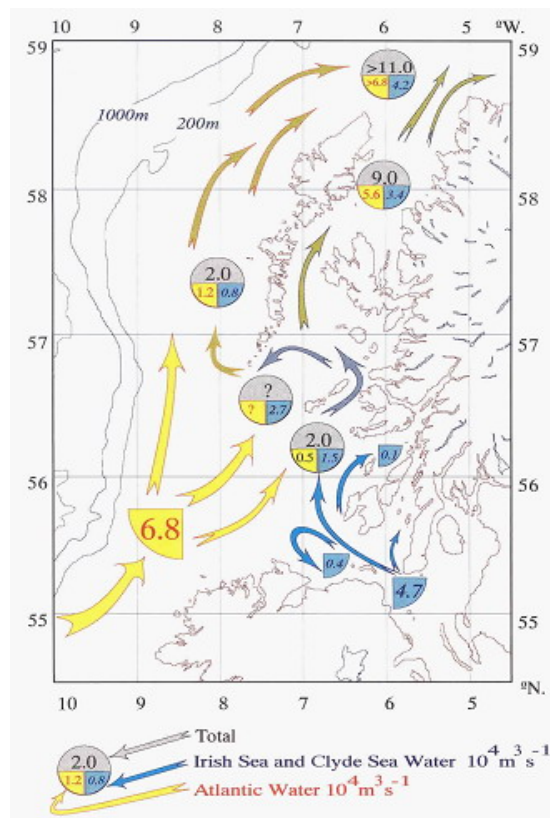 10 9 8 7 6 5 ºW.
59 59
>11.0
>6.8 4.2
1000m
200m
9.0
58 5.6 3.4 58
2.0
1.2 0.8
57 57
?
? 2.7
2.0
0.5 1.5 0.1
56 56
6.8
0.4
4.7
55 55
ºN.
10 9 8 7 6 5
Total
2.0
Irish Sea and Clyde Sea Water 10⁴m³s⁻¹
1.2 0.8
Atlantic Water 10⁴m³s⁻¹